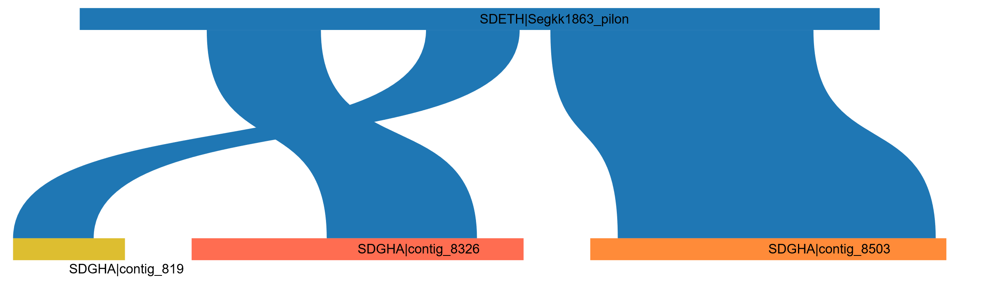 SDETH|Segkk1863_pilon
SDGHA|contig_8326
SDGHA|contig_8503
SDGHA|contig_819